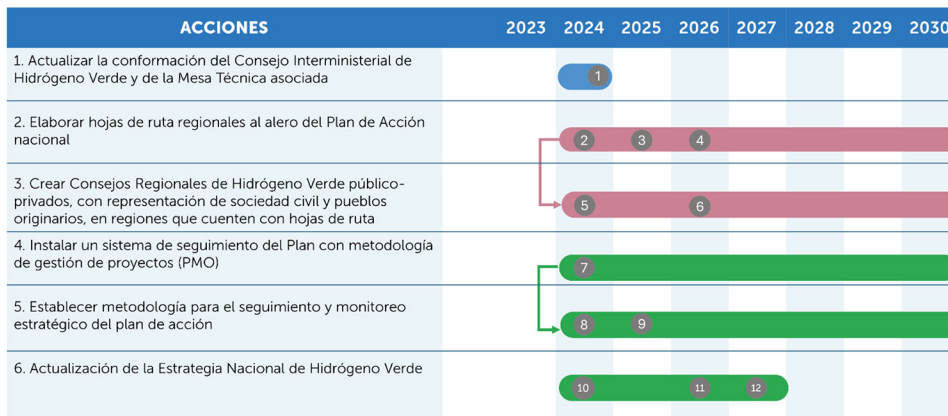 ACCIONES 2023 2024 2025 2026 2027 2028 2029 2030
1. Actualizar la conformación del Consejo Interministerial de
Hidrógeno Verde y de la Mesa Técnica asociada
1
2. Elaborar hojas de ruta regionales al alero del Plan de Acción
nacional
2 3 4
3. Crear Consejos Regionales de Hidrógeno Verde público-
privados, con representación de sociedad civil y pueblos
originarios, en regiones que cuenten con hojas de ruta
5 6
4. Instalar un sistema de seguimiento del Plan con metodología
de gestión de proyectos (PMO)
7
5. Establecer metodología para el seguimiento y monitoreo
estratégico del plan de acción
8 9
6. Actualización de la Estrategia Nacional de Hidrógeno Verde
10 11 12